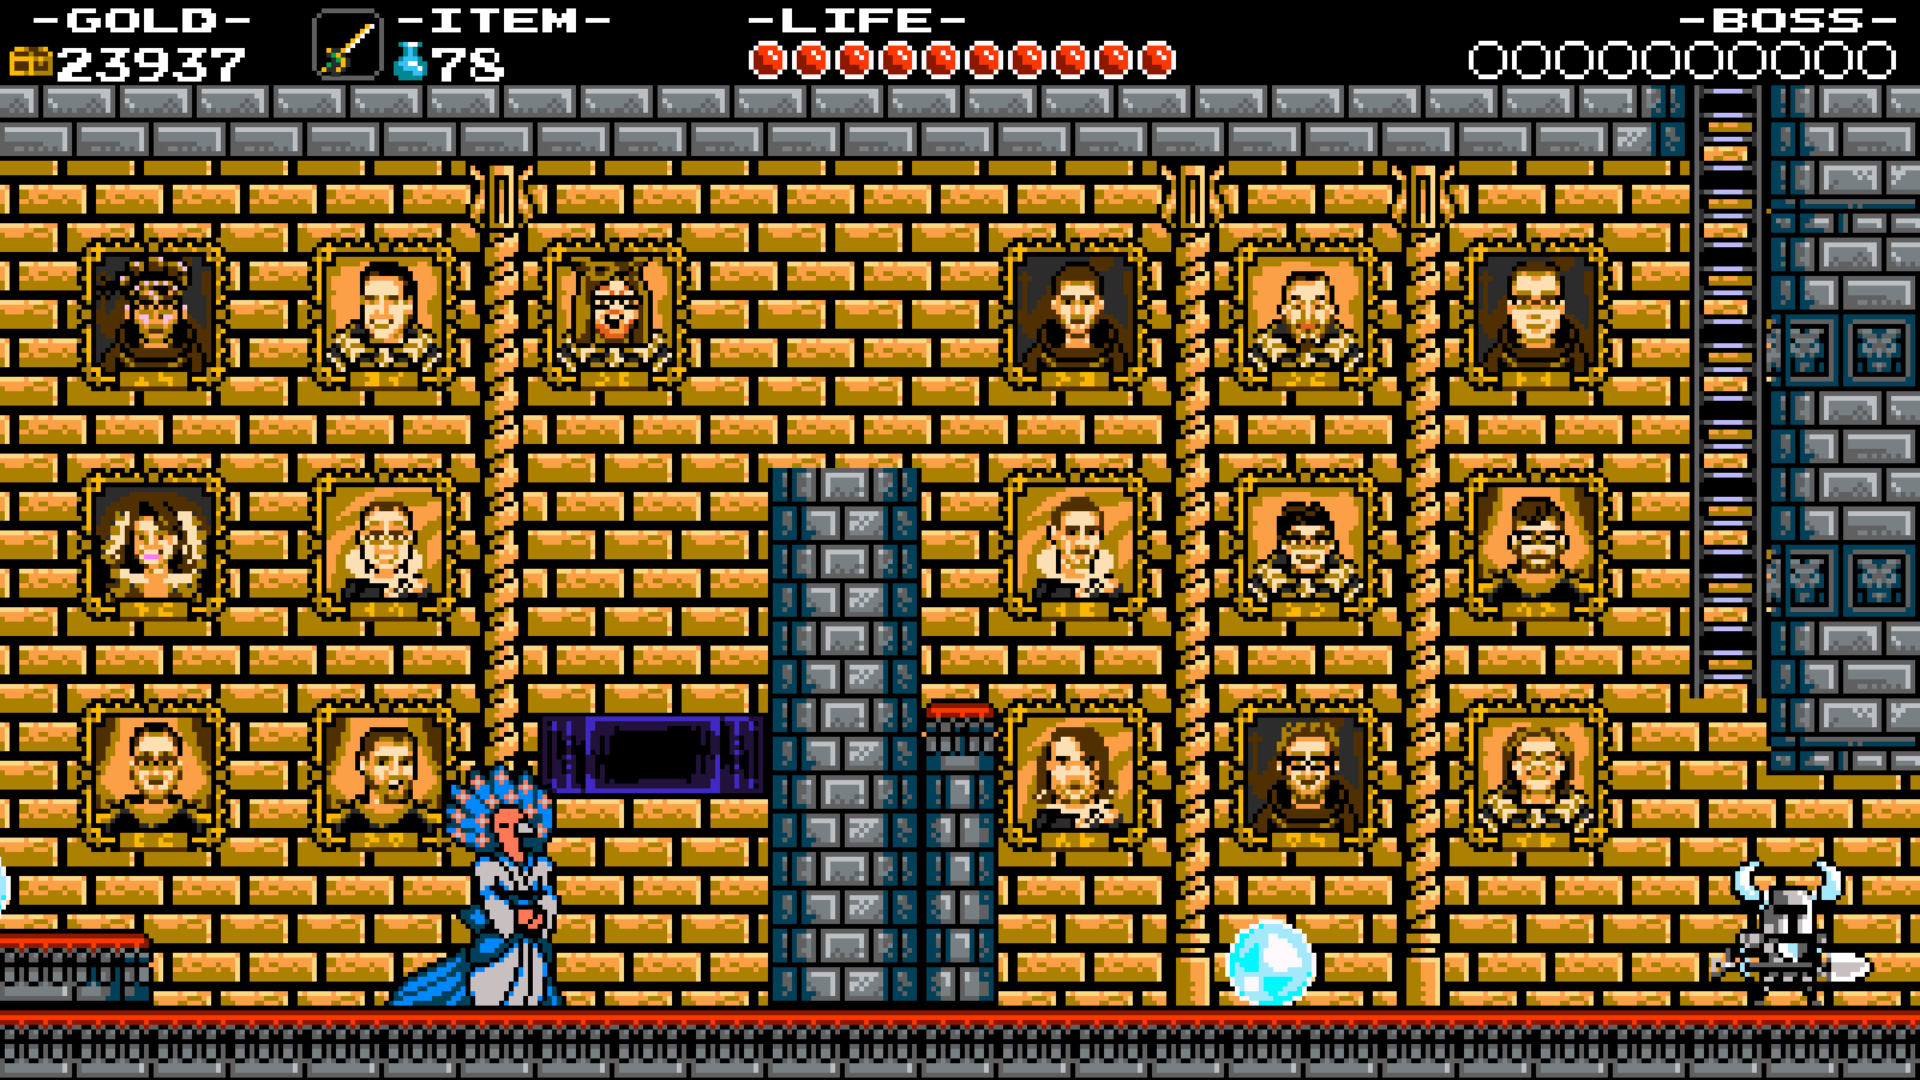 -GOLD-
23937
-ITEM-
78
-LIFE-
-BOSS-